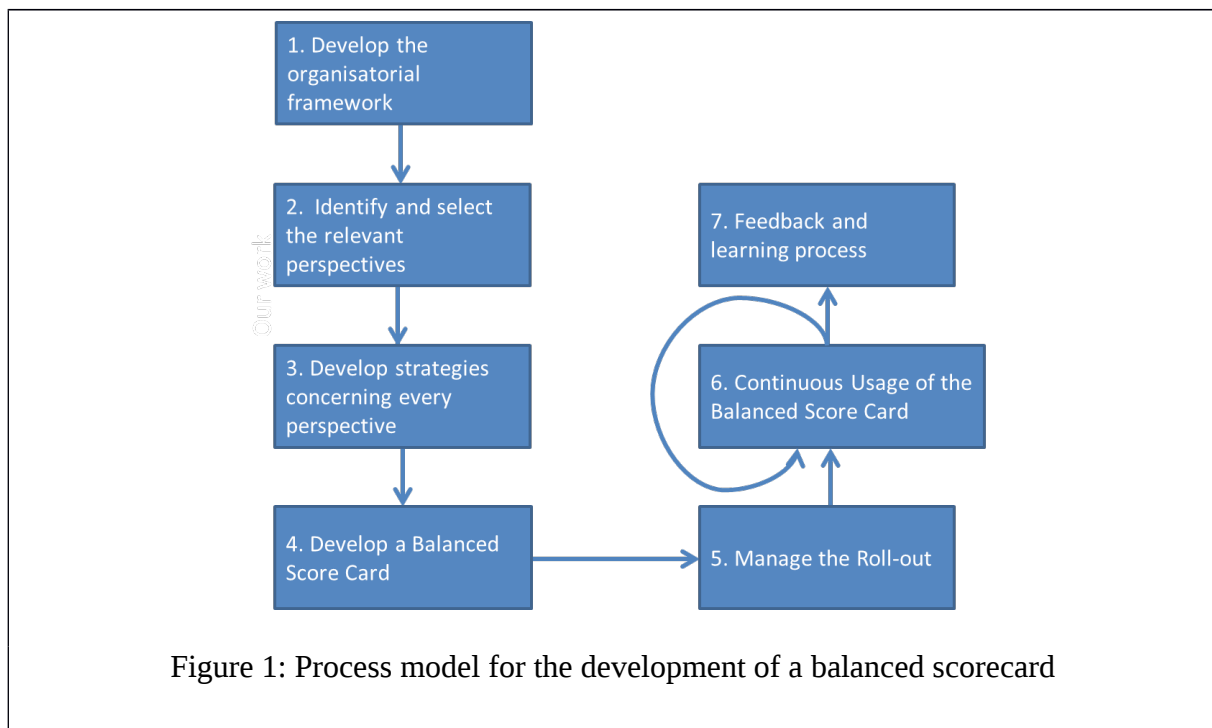 1. Develop the
organisatorial
framework
2. Identify and select
the relevant
perspectives
Our work
3. Develop strategies
concerning every
perspective
4. Develop a Balanced
Score Card
5. Manage the Roll-out
6. Continuous Usage of the
Balanced Score Card
7. Feedback and
learning process
Figure 1: Process model for the development of a balanced scorecard